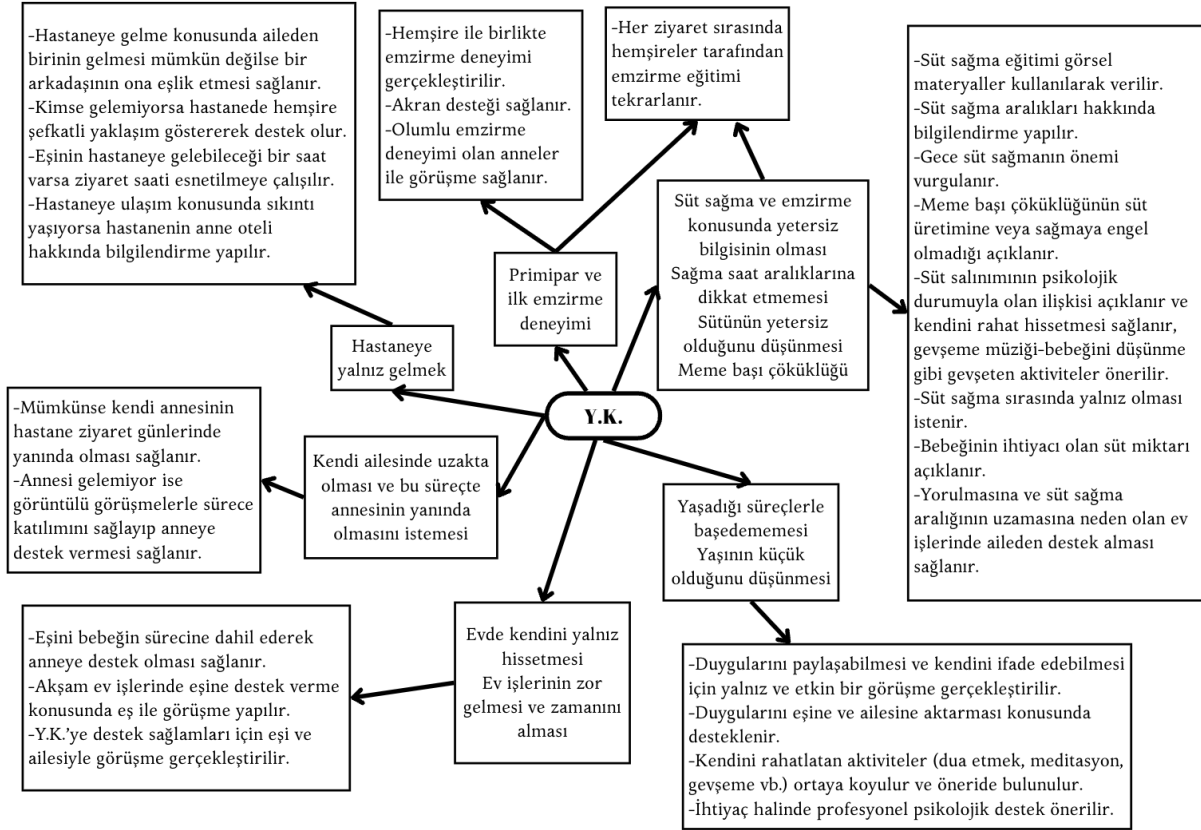 -Hastaneye gelme konusunda aileden
birinin gelmesi mümkün değilse bir
arkadaşının ona eşlik etmesi sağlanır.
-Kimse gelemiyorsa hastanede hemşire
şefkatli yaklaşım göstererek destek olur.
-Eşinin hastaneye gelebileceği bir saat
varsa ziyaret saati esnetilmeye çalışılır.
-Hastaneye ulaşım konusunda sıkıntı
yaşıyorsa hastanenin anne oteli
hakkında bilgilendirme yapılır.
-Hemşire ile birlikte
emzirme deneyimi
gerçekleştirilir.
-Akran desteği sağlanır.
-Olumlu emzirme
deneyimi olan anneler
ile görüşme sağlanır.
-Her ziyaret sırasında
hemşireler tarafından
emzirme eğitimi
tekrarlanır.
-Süt sağma eğitimi görsel
materyaller kullanılarak verilir.
-Süt sağma aralıkları hakkında
bilgilendirme yapılır.
-Gece süt sağmanın önemi
vurgulanır.
-Meme başı çöküklüğünün süt
üretimine veya sağmaya engel
olmadığı açıklanır.
-Süt salınımının psikolojik
durumuyla olan ilişkisi açıklanır ve
kendini rahat hissetmesi sağlanır,
gevşeme müziği-bebeğini düşünme
gibi gevşeten aktiviteler önerilir.
-Süt sağma sırasında yalnız olması
istenir.
-Bebeğinin ihtiyacı olan süt miktarı
açıklanır.
-Yorulmasına ve süt sağma
aralığının uzamasına neden olan ev
işlerinde aileden destek alması
sağlanır.
Süt sağma ve emzirme
konusunda yetersiz
bilgisinin olması
Sağma saat aralıklarına
dikkat etmemesi
Sütünün yetersiz
olduğunu düşünmesi
Meme başı çöküklüğü
Primipar ve
ilk emzirme
deneyimi
Hastaneye
yalnız gelmek
Y.K.
-Mümkünse kendi annesinin
hastane ziyaret günlerinde
yanında olması sağlanır.
-Annesi gelemiyor ise
görüntülü görüşmelerle sürece
katılımını sağlayıp anneye
destek vermesi sağlanır.
Kendi ailesinde uzakta
olması ve bu süreçte
annesinin yanında
olmasını istemesi
Yaşadığı süreçlerle
başedememesi
Yaşının küçük
olduğunu düşünmesi
-Eşini bebeğin sürecine dahil ederek
anneye destek olması sağlanır.
-Akşam ev işlerinde eşine destek verme
konusunda eş ile görüşme yapılır.
-Y.K.’ye destek sağlamları için eşi ve
ailesiyle görüşme gerçekleştirilir.
Evde kendini yalnız
hissetmesi
Ev işlerinin zor
gelmesi ve zamanını
alması
-Duygularını paylaşabilmesi ve kendini ifade edebilmesi
için yalnız ve etkin bir görüşme gerçekleştirilir.
-Duygularını eşine ve ailesine aktarması konusunda
desteklenir.
-Kendini rahatlatan aktiviteler (dua etmek, meditasyon,
gevşeme vb.) ortaya koyulur ve öneride bulunulur.
-İhtiyaç halinde profesyonel psikolojik destek önerilir.